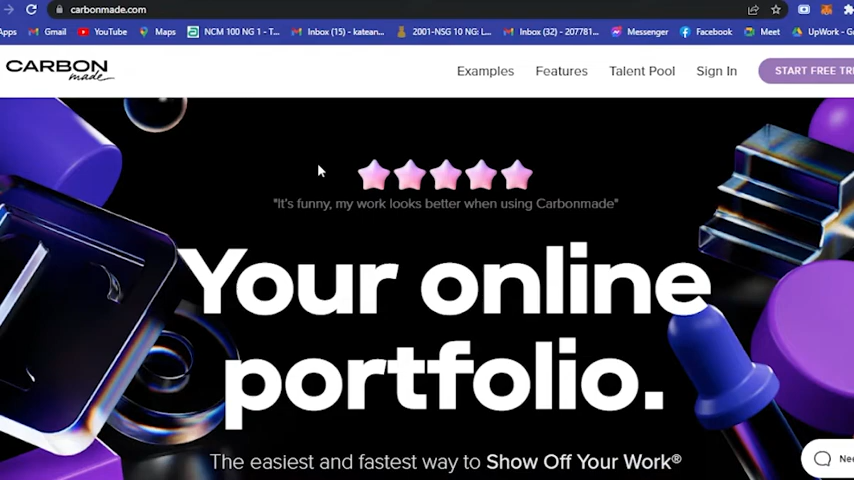 carbonmade.com
Apps Gmail YouTube Maps NCM 100 NG 1 - T... Inbox (15) - katean... 2001-NSG 10 NG: L... Inbox (32) - 207781... Messenger Facebook Meet UpWork - G
CARBON made Examples Features Talent Pool Sign In START FREE TRI
"It's funny, my work looks better when using Carbonmade"
Your online
portfolio.
The easiest and fastest way to Show Off Your Work®
Nee